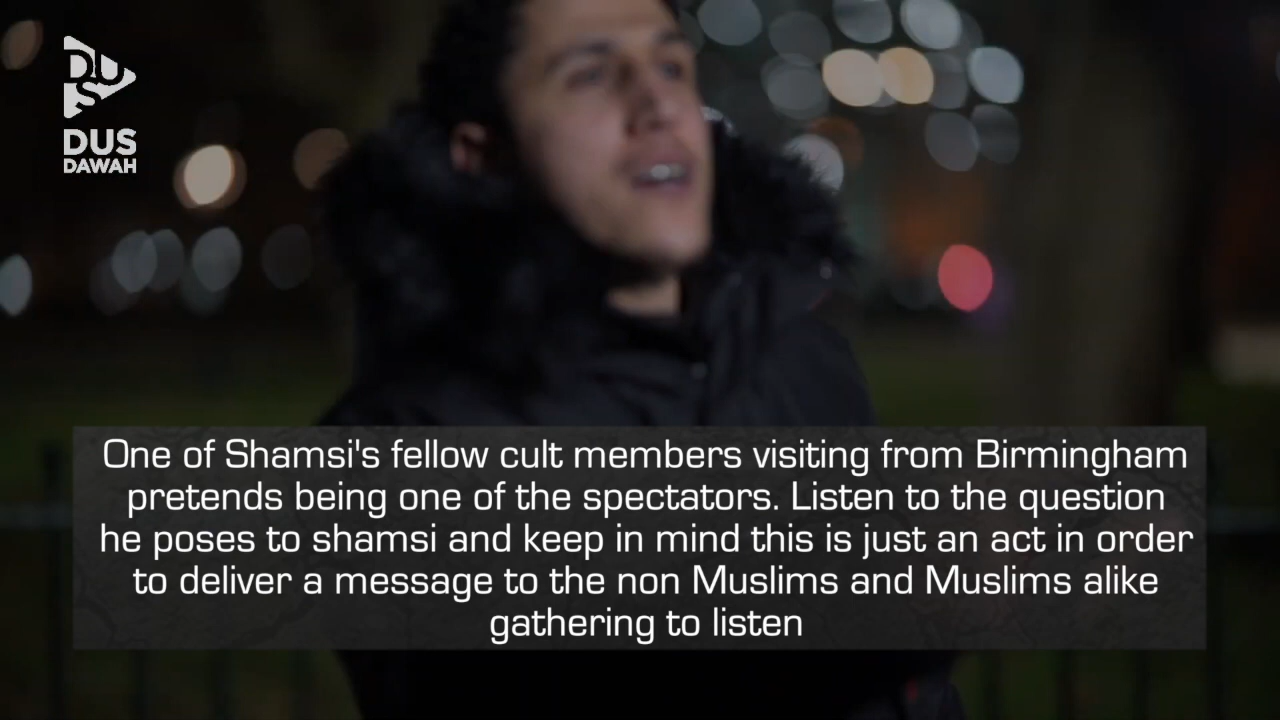 DUS
DUS
DAWAH
One of Shamsi's fellow cult members visiting from Birmingham
pretends being one of the spectators. Listen to the question
he poses to shamsi and keep in mind this is just an act in order
to deliver a message to the non Muslims and Muslims alike
gathering to listen